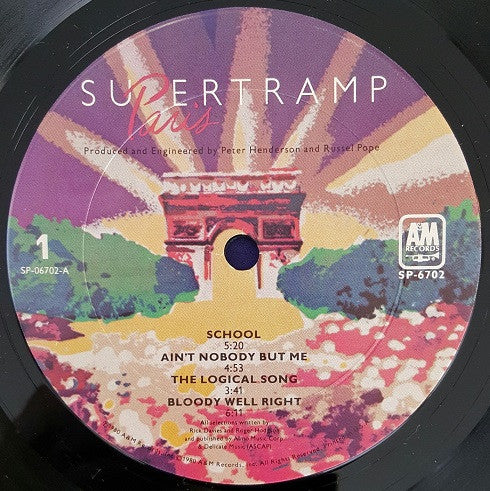 SUPERTRAMP
Paris
Produced and Engineered by Peter Henderson and Russel Pope
1
SP-06702-A
A&M
RECORDS
SP-6702
SCHOOL
5:20
AIN'T NOBODY BUT ME
4:53
THE LOGICAL SONG
3:41
BLOODY WELL RIGHT
6:11
All selections written by
Rick Davies and Roger Hodgson
and published by Almo Music Corp.
& Delicate Music (ASCAP)
1980 A&M Records, Inc. All Rights Reserved.